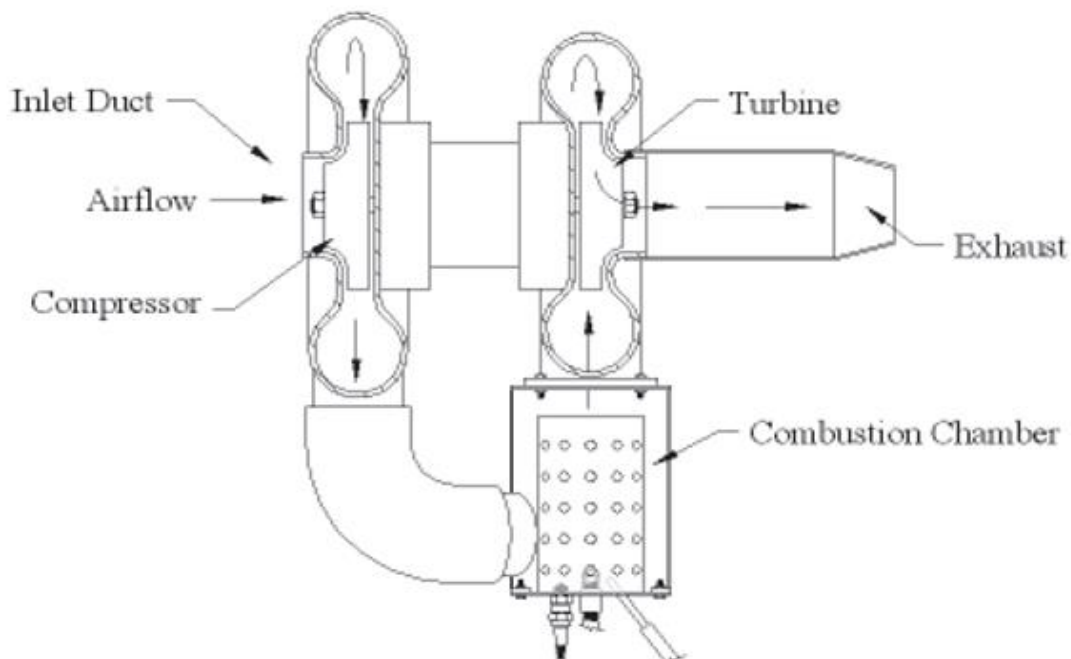 Inlet Duct
Turbine
Airflow
Exhaust
Compressor
Combustion Chamber